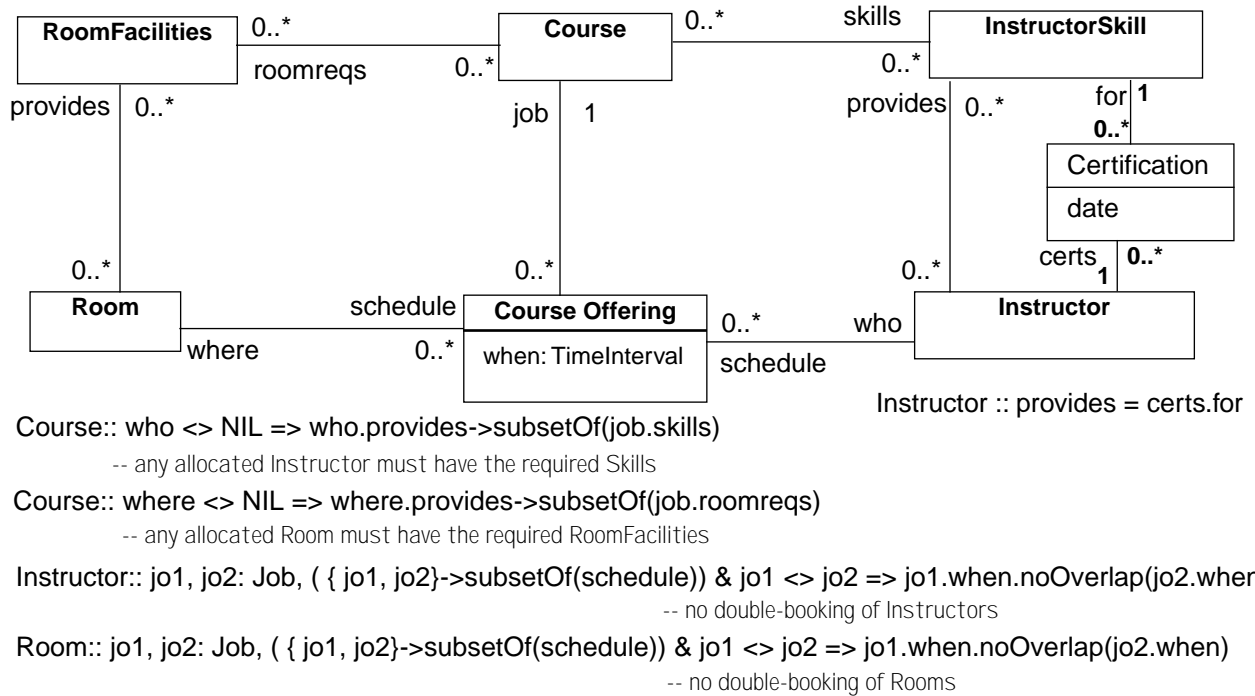 RoomFacilities 0..* Course 0..* skills InstructorSkill
roomreqs 0..* 0..*
provides 0..* job 1 provides 0..* for 1
0..*
Certification
date
0..* 0..* 0..* certs 0..*
1
Room schedule Course Offering 0..* who Instructor
where 0..* when: TimeInterval schedule
Instructor :: provides = certs.for
Course:: who <> NIL => who.provides->subsetOf(job.skills)
-- any allocated Instructor must have the required Skills
Course:: where <> NIL => where.provides->subsetOf(job.roomreqs)
-- any allocated Room must have the required RoomFacilities
Instructor:: jo1, jo2: Job, ( { jo1, jo2}->subsetOf(schedule)) & jo1 <> jo2 => jo1.when.noOverlap(jo2.wher
-- no double-booking of Instructors
Room:: jo1, jo2: Job, ( { jo1, jo2}->subsetOf(schedule)) & jo1 <> jo2 => jo1.when.noOverlap(jo2.when)
-- no double-booking of Rooms